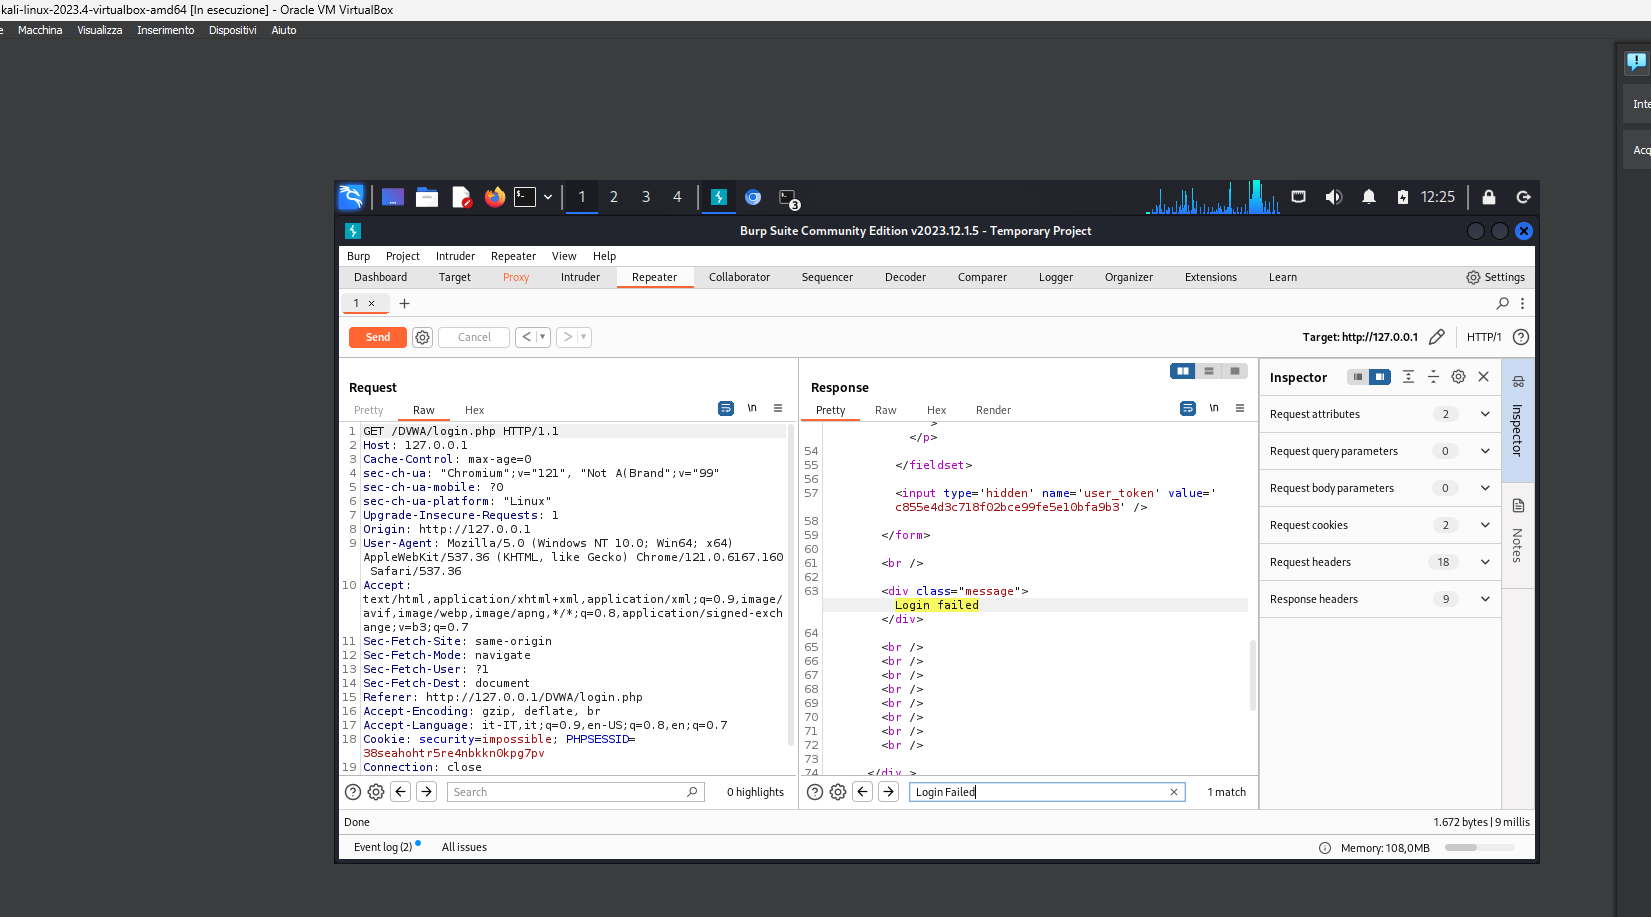 kali-linux-2023.4-virtualbox-amd64 [In esecuzione] - Oracle VM VirtualBox
e Macchina Visualizza Inserimento Dispositivi Aiuto
Inte
Acq
1 2 3 4 3 12:25
Burp Suite Community Edition v2023.12.1.5 - Temporary Project
Burp Project Intruder Repeater View Help
Dashboard Target Proxy Intruder Repeater Collaborator Sequencer Decoder Comparer Logger Organizer Extensions Learn Settings
1 × +
Send Cancel < >
Target: http://127.0.0.1 HTTP/1
Request
Pretty Raw Hex \n
1 GET /DVWA/login.php HTTP/1.1
2 Host: 127.0.0.1
3 Cache-Control: max-age=0
4 sec-ch-ua: "Chromium";v="121", "Not A(Brand";v="99"
5 sec-ch-ua-mobile: ?0
6 sec-ch-ua-platform: "Linux"
7 Upgrade-Insecure-Requests: 1
8 Origin: http://127.0.0.1
9 User-Agent: Mozilla/5.0 (Windows NT 10.0; Win64; x64)
AppleWebKit/537.36 (KHTML, like Gecko) Chrome/121.0.6167.160
Safari/537.36
10 Accept:
text/html,application/xhtml+xml,application/xml;q=0.9,image/
avif,image/webp,image/apng,*/*;q=0.8,application/signed-exch
ange;v=b3;q=0.7
11 Sec-Fetch-Site: same-origin
12 Sec-Fetch-Mode: navigate
13 Sec-Fetch-User: ?1
14 Sec-Fetch-Dest: document
15 Referer: http://127.0.0.1/DVWA/login.php
16 Accept-Encoding: gzip, deflate, br
17 Accept-Language: it-IT,it;q=0.9,en-US;q=0.8,en;q=0.7
18 Cookie: security=impossible; PHPSESSID=
38seahohtr5re4nbkkn0kpg7pv
19 Connection: close
Search 0 highlights
Response
Pretty Raw Hex Render \n
>
</p>
54
55 </fieldset>
56
57 <input type='hidden' name='user_token' value='
c855e4d3c718f02bce99fe5e10bfa9b3' />
58
59 </form>
60
61 <br />
62
63 <div class="message">
Login failed
</div>
64
65 <br />
66 <br />
67 <br />
68 <br />
69 <br />
70 <br />
71 <br />
72 <br />
73
74 </div >
Login Failed × 1 match
Inspector
Request attributes 2
Request query parameters 0
Request body parameters 0
Request cookies 2
Request headers 18
Response headers 9
Inspector
Notes
Done 1.672 bytes | 9 millis
Event log (2) All issues Memory: 108,0MB